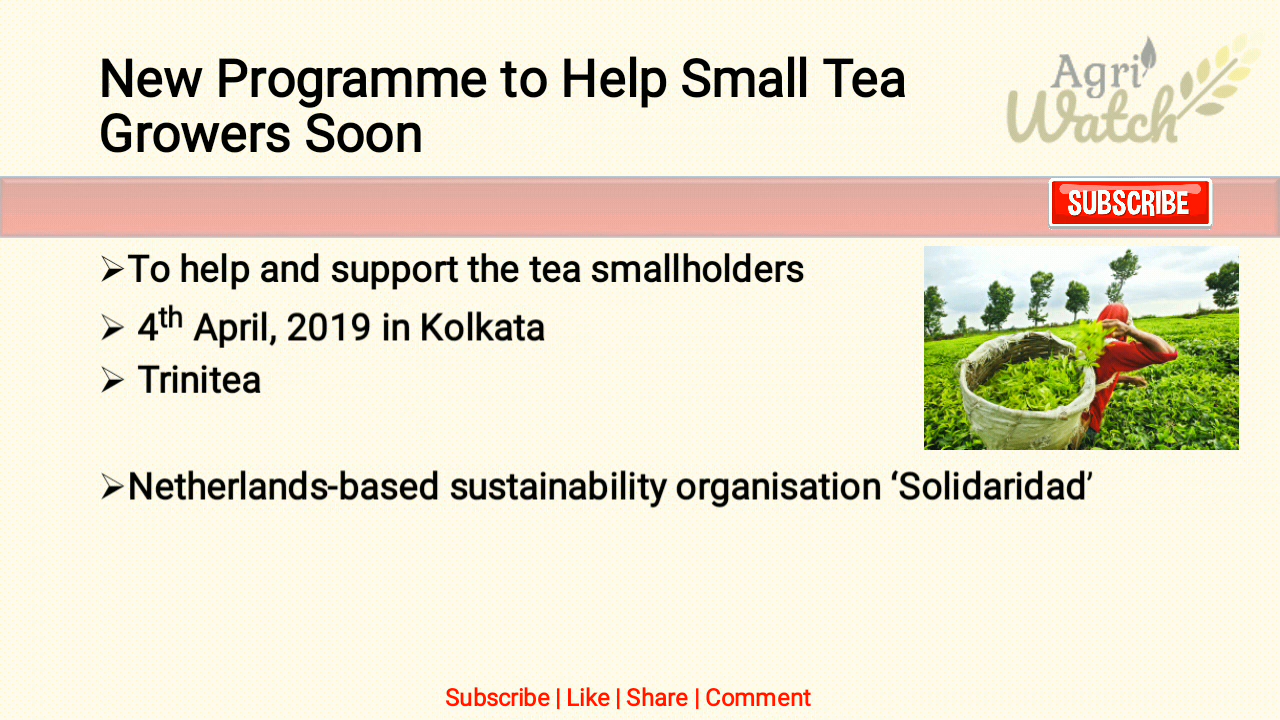 New Programme to Help Small Tea
Growers Soon
Agri
Watch
SUBSCRIBE
➢To help and support the tea smallholders
➢ 4th April, 2019 in Kolkata
➢ Trinitea
➢Netherlands-based sustainability organisation ‘Solidaridad’
Subscribe | Like | Share | Comment